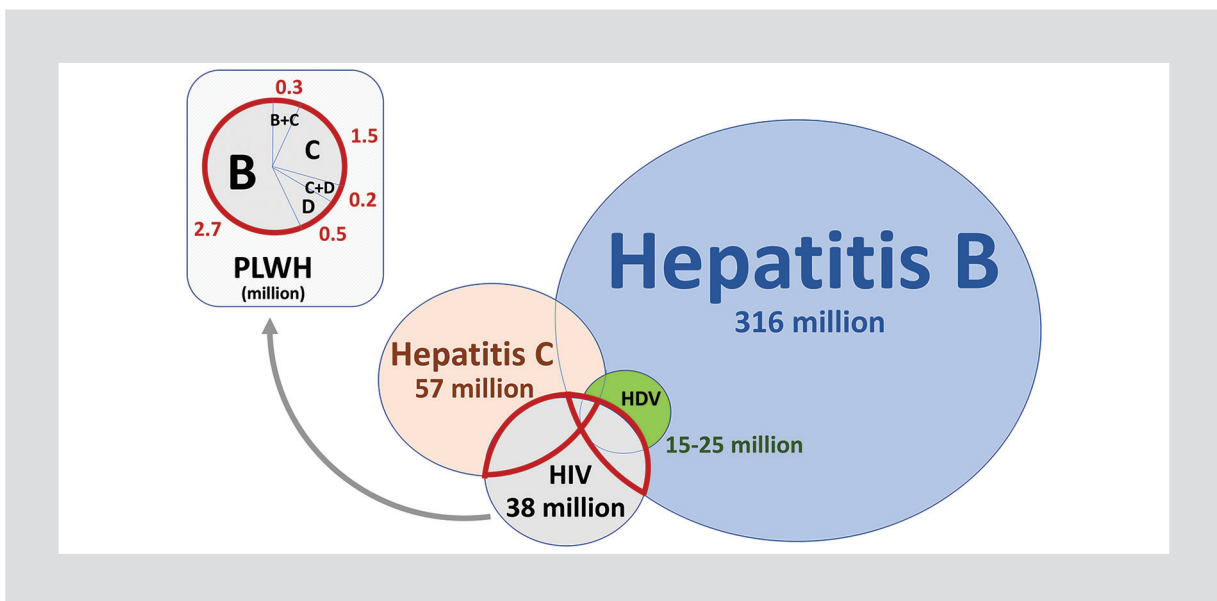 0.3
B+C
1.5
C
B
C+D
0.2
D
2.7
0.5
PLWH
(million)
Hepatitis B
316 million
Hepatitis C
57 million
HDV
15-25 million
HIV
38 million